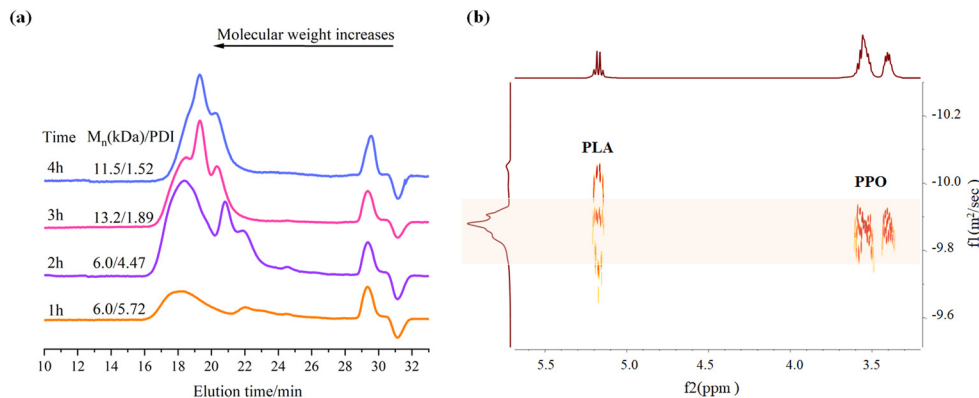 (a)
Molecular weight increases
Time Mn(kDa)/PDI
4h 11.5/1.52
3h 13.2/1.89
2h 6.0/4.47
1h 6.0/5.72
10 12 14 16 18 20 22 24 26 28 30 32
Elution time/min
(b)
-10.2
PLA
-10.0
PPO
-9.8
-9.6
f1(m²/sec)
5.5 5.0 4.5 4.0 3.5
f2(ppm)